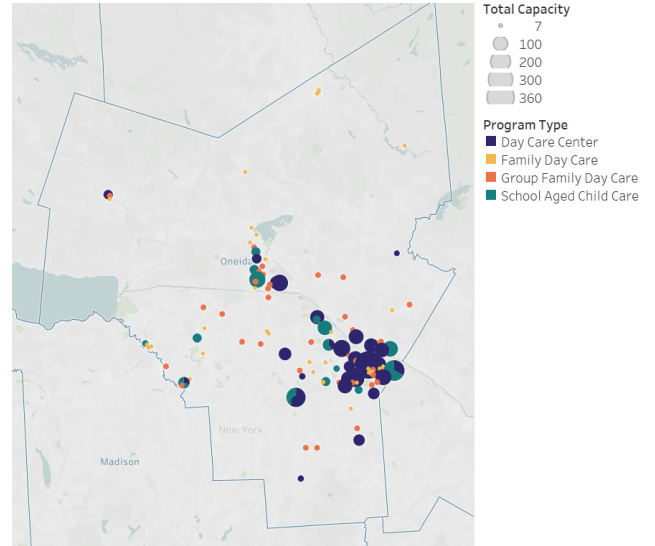 Total Capacity
7
100
200
300
360
Program Type
Day Care Center
Family Day Care
Group Family Day Care
School Aged Child Care
Oneida
New York
Madison